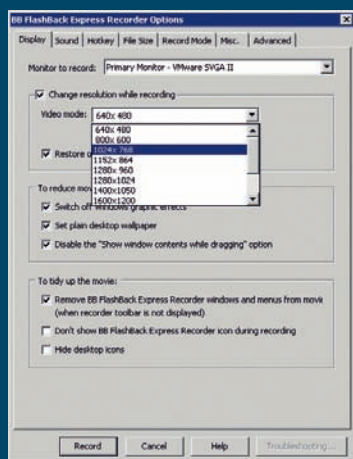 BB FlashBack Express Recorder Options
Display Sound Hotkey File Size Record Mode Misc. Advanced
Monitor to record: Primary Monitor - VMware SVGA II
Change resolution while recording
Video mode: 640x 480
640x 480
800x 600
1024x 768
1152x 864
1280x 960
1280x1024
1400x1050
1600x1200
Restore
To reduce
Switch off windows graphic effects
Set plain desktop wallpaper
Disable the "Show window contents while dragging" option
To tidy up the movie:
Remove BB FlashBack Express Recorder windows and menus from movie
(when recorder toolbar is not displayed)
Don't show BB FlashBack Express Recorder icon during recording
Hide desktop icons
Record Cancel Help Troubleshooting...